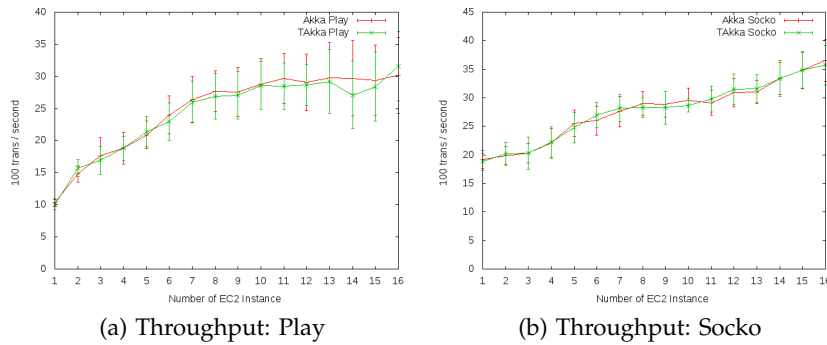 Akka Play
TAkka Play
100 trans / second
40
35
30
25
20
15
10
5
0
1 2 3 4 5 6 7 8 9 10 11 12 13 14 15 16
Number of EC2 Instance
(a) Throughput: Play
Akka Socko
TAkka Socko
100 trans / second
45
40
35
30
25
20
15
10
5
0
1 2 3 4 5 6 7 8 9 10 11 12 13 14 15 16
Number of EC2 Instance
(b) Throughput: Socko